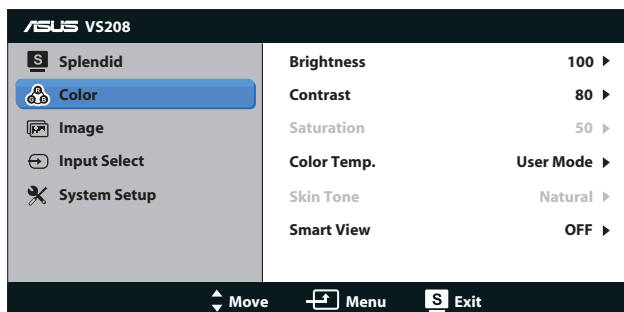 ASUS VS208
S Splendid
Color
Image
Input Select
System Setup
Brightness 100
Contrast 80
Saturation 50
Color Temp. User Mode
Skin Tone Natural
Smart View OFF
Move Menu S Exit